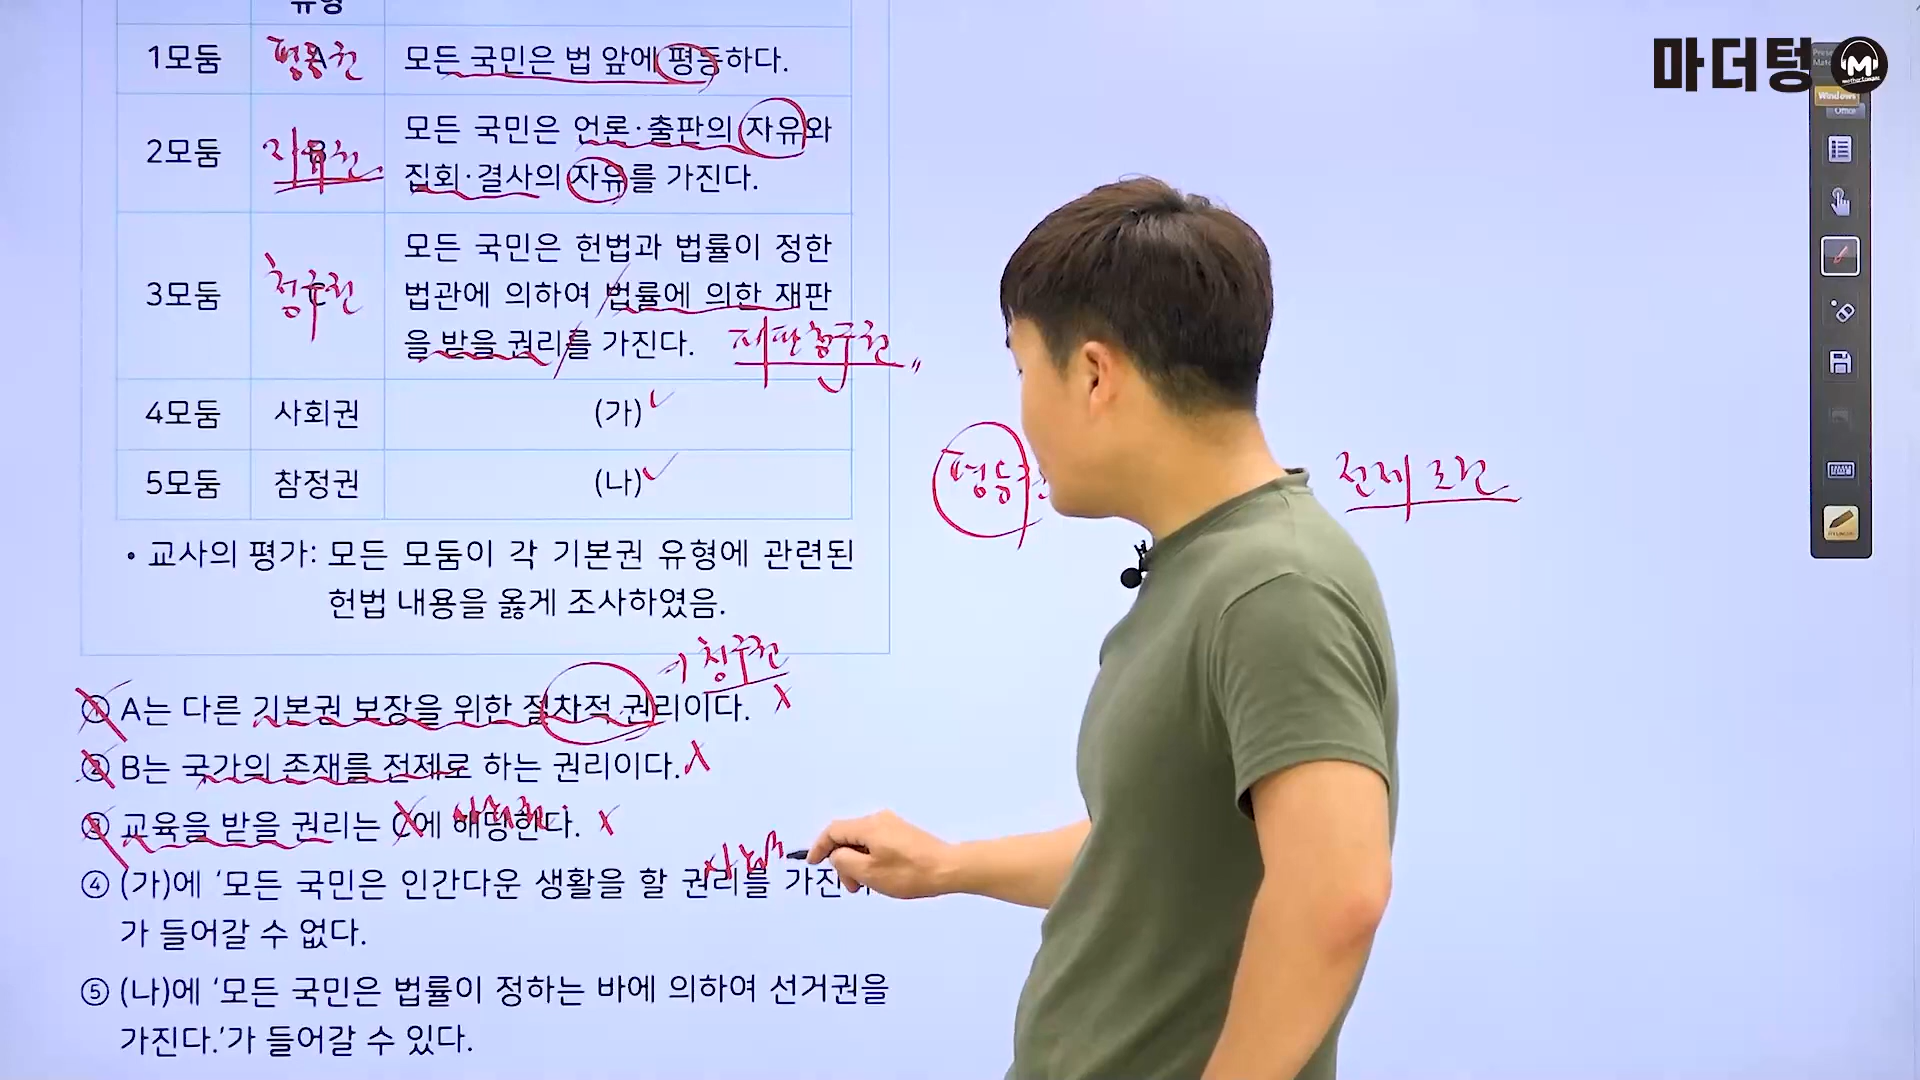 유형
1모둠 평등권 모든 국민은 법 앞에 평등하다.
2모둠 자유권 모든 국민은 언론·출판의 자유와
집회·결사의 자유를 가진다.
3모둠 청구권 모든 국민은 헌법과 법률이 정한
법관에 의하여 법률에 의한 재판
을 받을 권리를 가진다. 재판청구권
4모둠 사회권 (가)
5모둠 참정권 (나)
• 교사의 평가: 모든 모둠이 각 기본권 유형에 관련된
헌법 내용을 옳게 조사하였음.
청구권
① A는 다른 기본권 보장을 위한 절차적 권리이다. X
② B는 국가의 존재를 전제로 하는 권리이다. X
③ 교육을 받을 권리는 C에 해당한다. X
사회권
④ (가)에 ‘모든 국민은 인간다운 생활을 할 권리를
가 들어갈 수 없다.
⑤ (나)에 ‘모든 국민은 법률이 정하는 바에 의하여 선거권을
가진다.’가 들어갈 수 있다.
평등
전제 조건
마더텅
M
Windows
Office